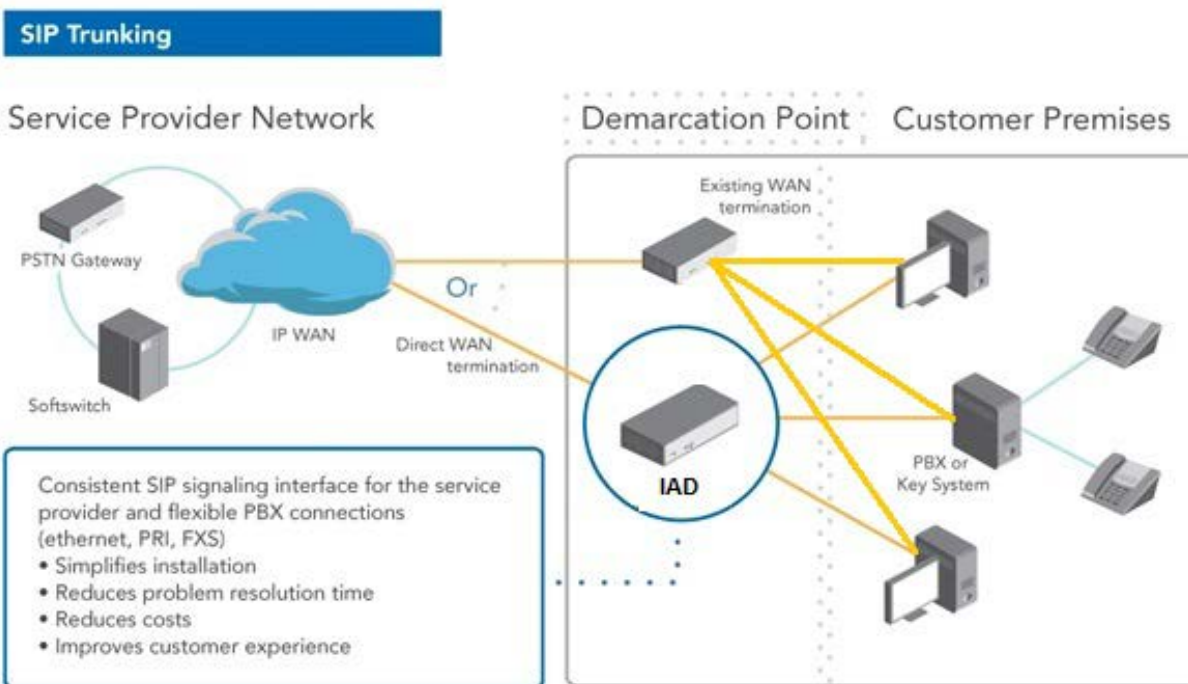 SIP Trunking
Service Provider Network
Demarcation Point
Customer Premises
Existing WAN
termination
PSTN Gateway
Or
IP WAN
Direct WAN
termination
Softswitch
IAD
PBX or
Key System
Consistent SIP signaling interface for the service
provider and flexible PBX connections
(ethernet, PRI, FXS)
• Simplifies installation
• Reduces problem resolution time
• Reduces costs
• Improves customer experience